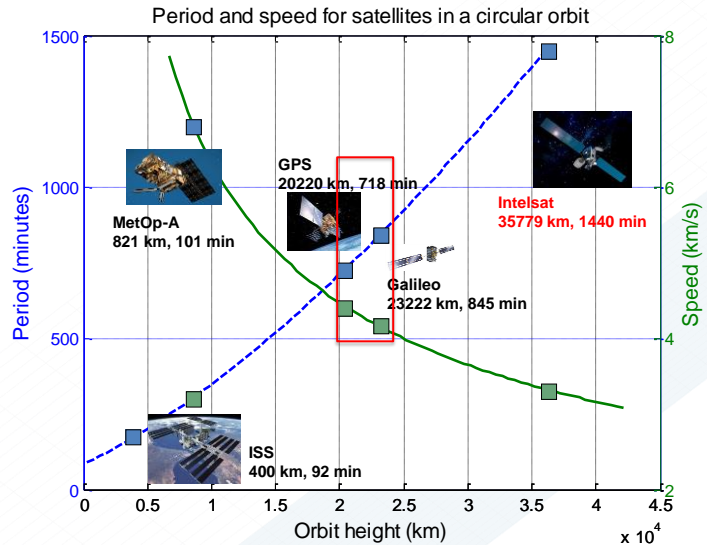 Period and speed for satellites in a circular orbit
1500
1000
500
0
Period (minutes)
8
6
4
2
Speed (km/s)
MetOp-A
821 km, 101 min
GPS
20220 km, 718 min
Intelsat
35779 km, 1440 min
Galileo
23222 km, 845 min
ISS
400 km, 92 min
0 0.5 1 1.5 2 2.5 3 3.5 4 4.5
Orbit height (km)
x 10⁴